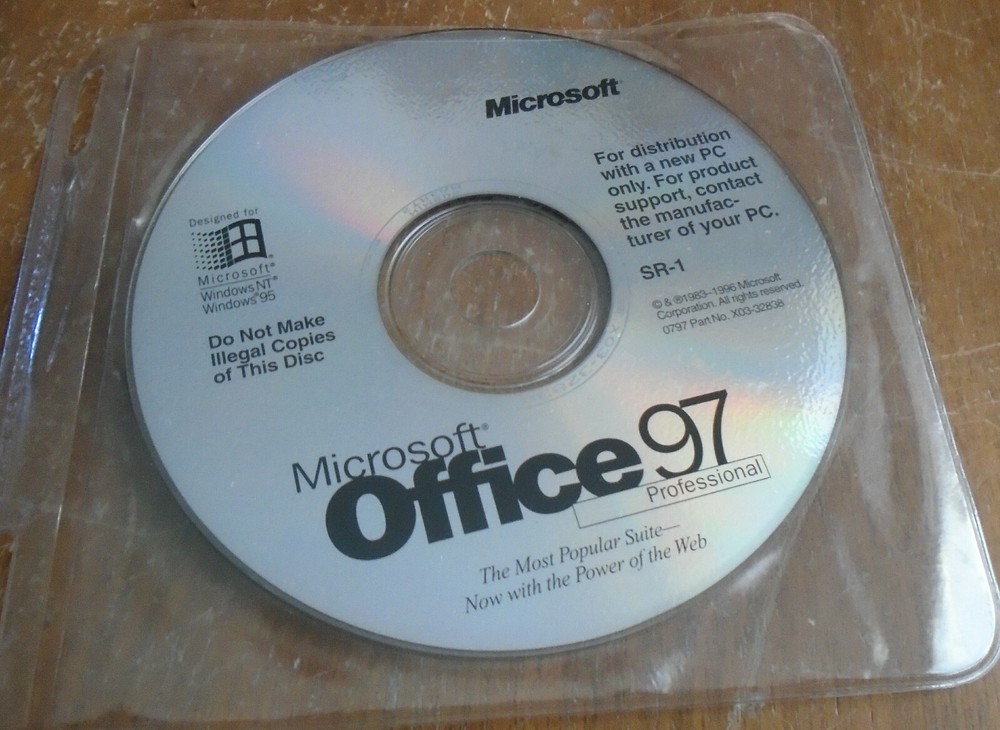 Microsoft®
For distribution
with a new PC
only. For product
support, contact
the manufac-
turer of your PC.
SR-1
© & ®1983–1996 Microsoft
Corporation. All rights reserved.
0797 Part No. X03-32838
Designed for
Microsoft®
Windows NT®
Windows®95
Do Not Make
Illegal Copies
of This Disc
Microsoft®
Office 97
Professional
The Most Popular Suite—
Now with the Power of the Web